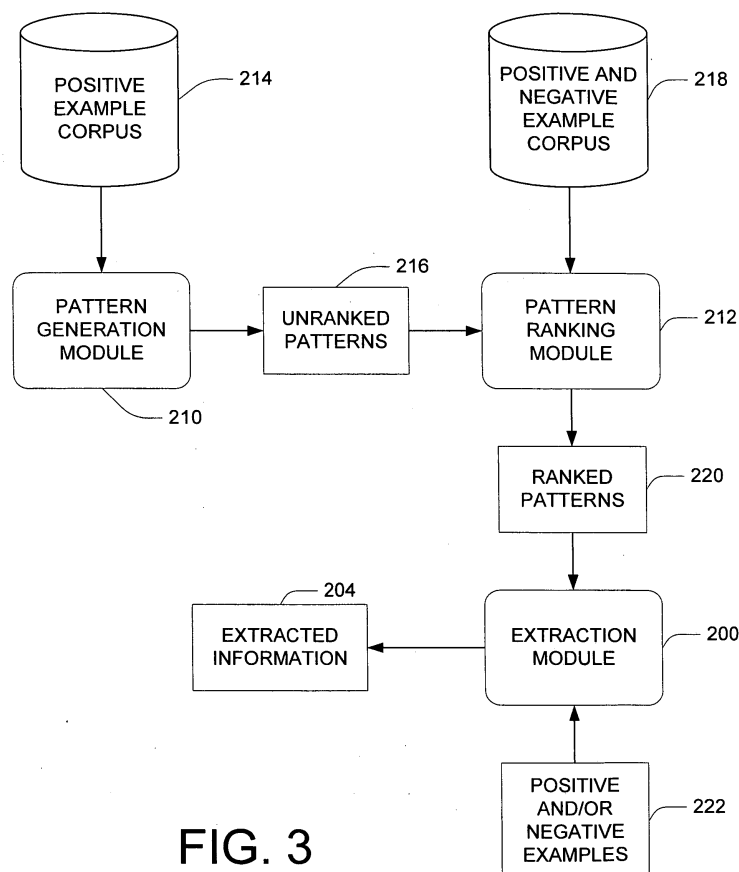 POSITIVE
EXAMPLE
CORPUS
214
POSITIVE AND
NEGATIVE
EXAMPLE
CORPUS
218
PATTERN
GENERATION
MODULE
210
216
UNRANKED
PATTERNS
PATTERN
RANKING
MODULE
212
RANKED
PATTERNS
220
204
EXTRACTED
INFORMATION
EXTRACTION
MODULE
200
POSITIVE
AND/OR
NEGATIVE
EXAMPLES
222
FIG. 3